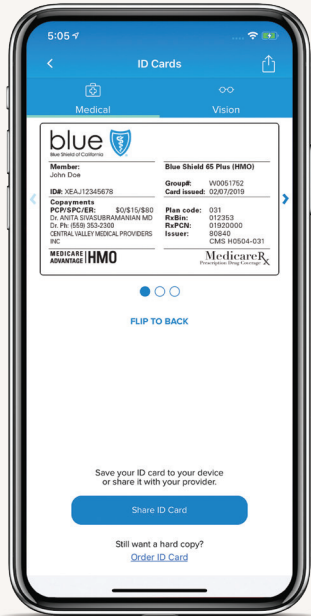 5:05
ID Cards
Medical
Vision
blue
Blue Shield of California
Member:
John Doe
Blue Shield 65 Plus (HMO)
ID#: XEAJ12345678
Group#: W0051752
Card issued: 02/07/2019
Copayments
PCP/SPC/ER: $0/$15/$80
Dr. ANITA SIVASUBRAMANIAN MD
Dr. Ph: (559) 353-2300
CENTRAL VALLEY MEDICAL PROVIDERS
INC
Plan code: 031
RxBin: 012353
RxPCN: 01920000
Issuer: 80840
CMS H0504-031
MEDICARE
ADVANTAGE
HMO
MedicareRx
Prescription Drug Coverage
FLIP TO BACK
Save your ID card to your device
or share it with your provider.
Share ID Card
Still want a hard copy?
Order ID Card